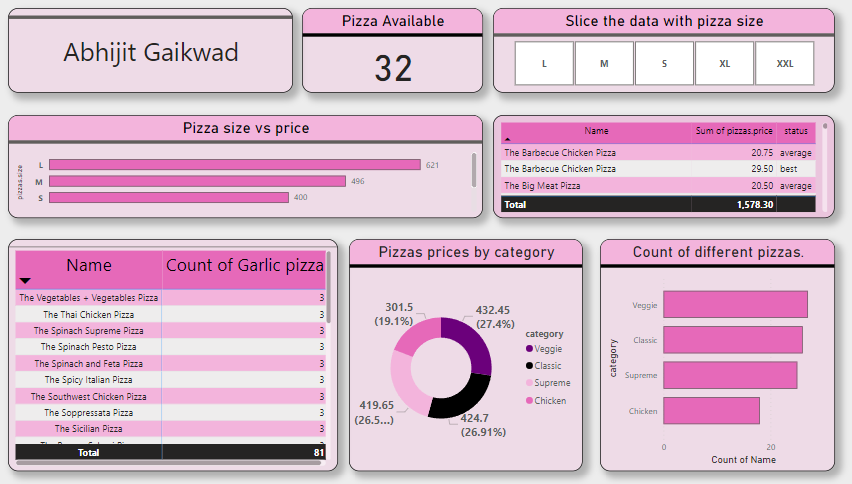 Abhijit Gaikwad
Pizza Available
32
Slice the data with pizza size
L M S XL XXL
Pizza size vs price
pizzas.size
L 621
M 496
S 400
Name Sum of pizzas.price status
The Barbecue Chicken Pizza 20.75 average
The Barbecue Chicken Pizza 29.50 best
The Big Meat Pizza 20.50 average
Total 1,578.30
Name Count of Garlic pizza
The Vegetables + Vegetables Pizza 3
The Thai Chicken Pizza 3
The Spinach Supreme Pizza 3
The Spinach Pesto Pizza 3
The Spinach and Feta Pizza 3
The Spicy Italian Pizza 3
The Southwest Chicken Pizza 3
The Soppressata Pizza 3
The Sicilian Pizza 3
Total 81
Pizzas prices by category
301.5
(19.1%)
432.45
(27.4%)
419.65
(26.5...)
424.7
(26.91%)
category
Veggie
Classic
Supreme
Chicken
Count of different pizzas.
category
Veggie
Classic
Supreme
Chicken
0 20
Count of Name